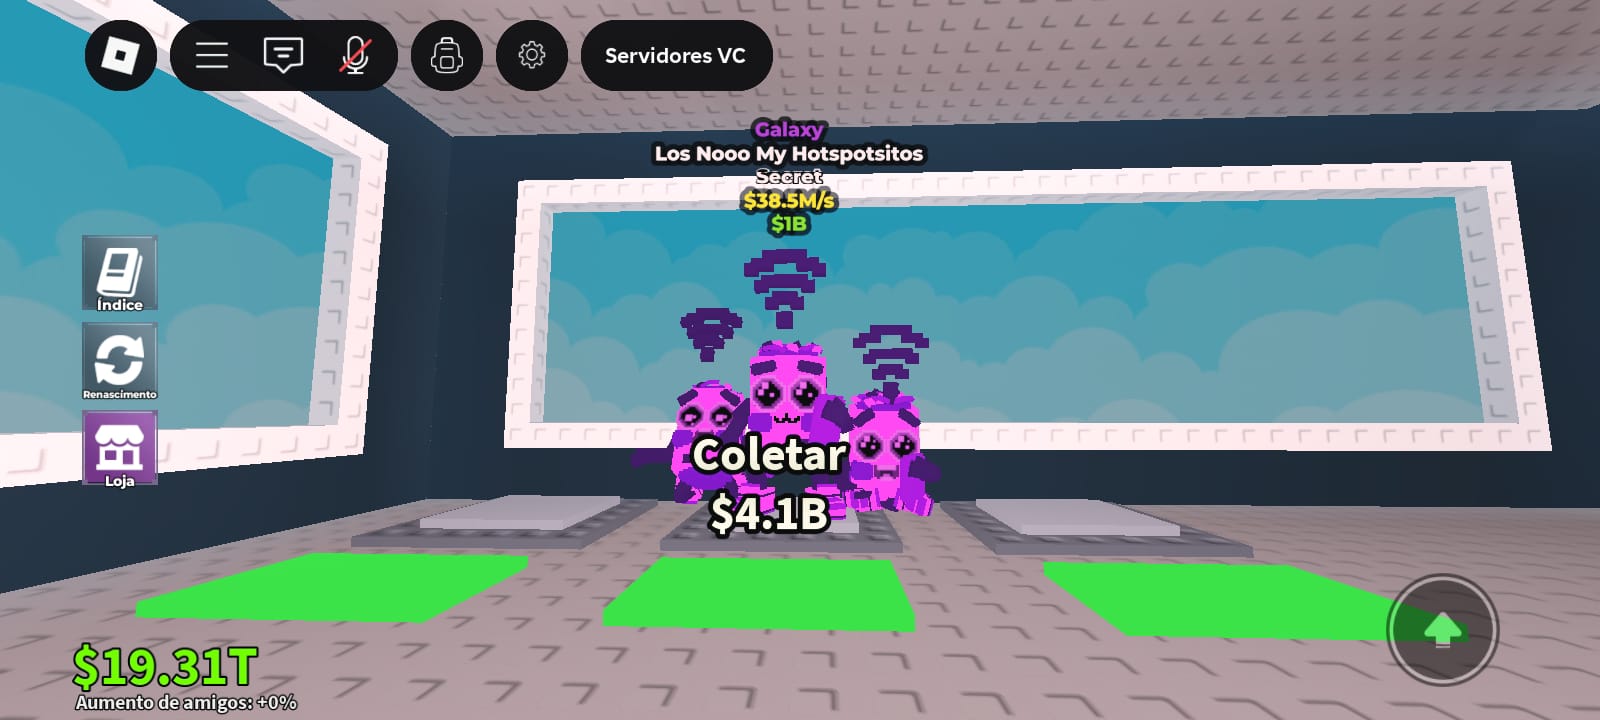 Servidores VC
Galaxy
Los Nooo My Hotspotsitos
Secret
$38.5M/s
$1B
Índice
Renascimento
Loja
Coletar
$4.1B
$19.31T
Aumento de amigos: +0%